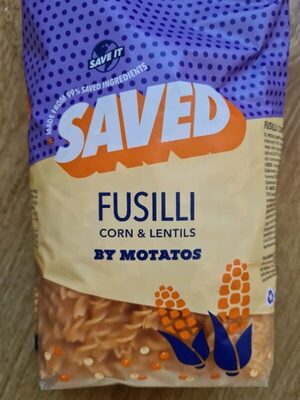 SAVE IT
MADE FROM 99% SAVED INGREDIENTS
SAVED
FUSILLI
CORN & LENTILS
BY MOTATOS